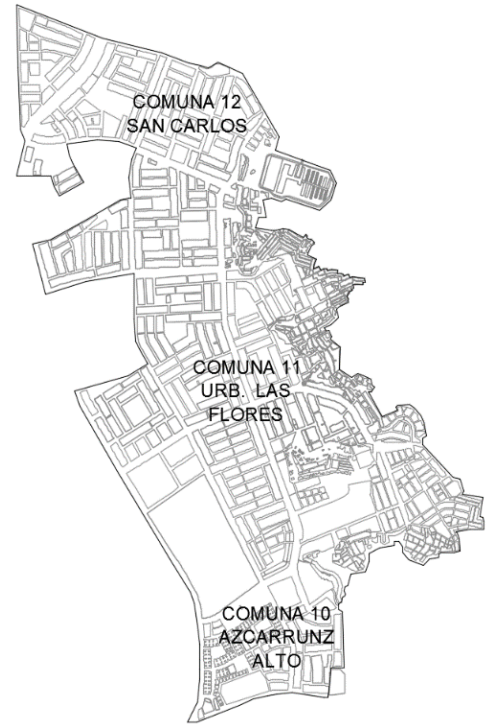 COMUNA 12
SAN CARLOS
COMUNA 11
URB. LAS
FLORES
COMUNA 10
AZCARRUNZ
ALTO